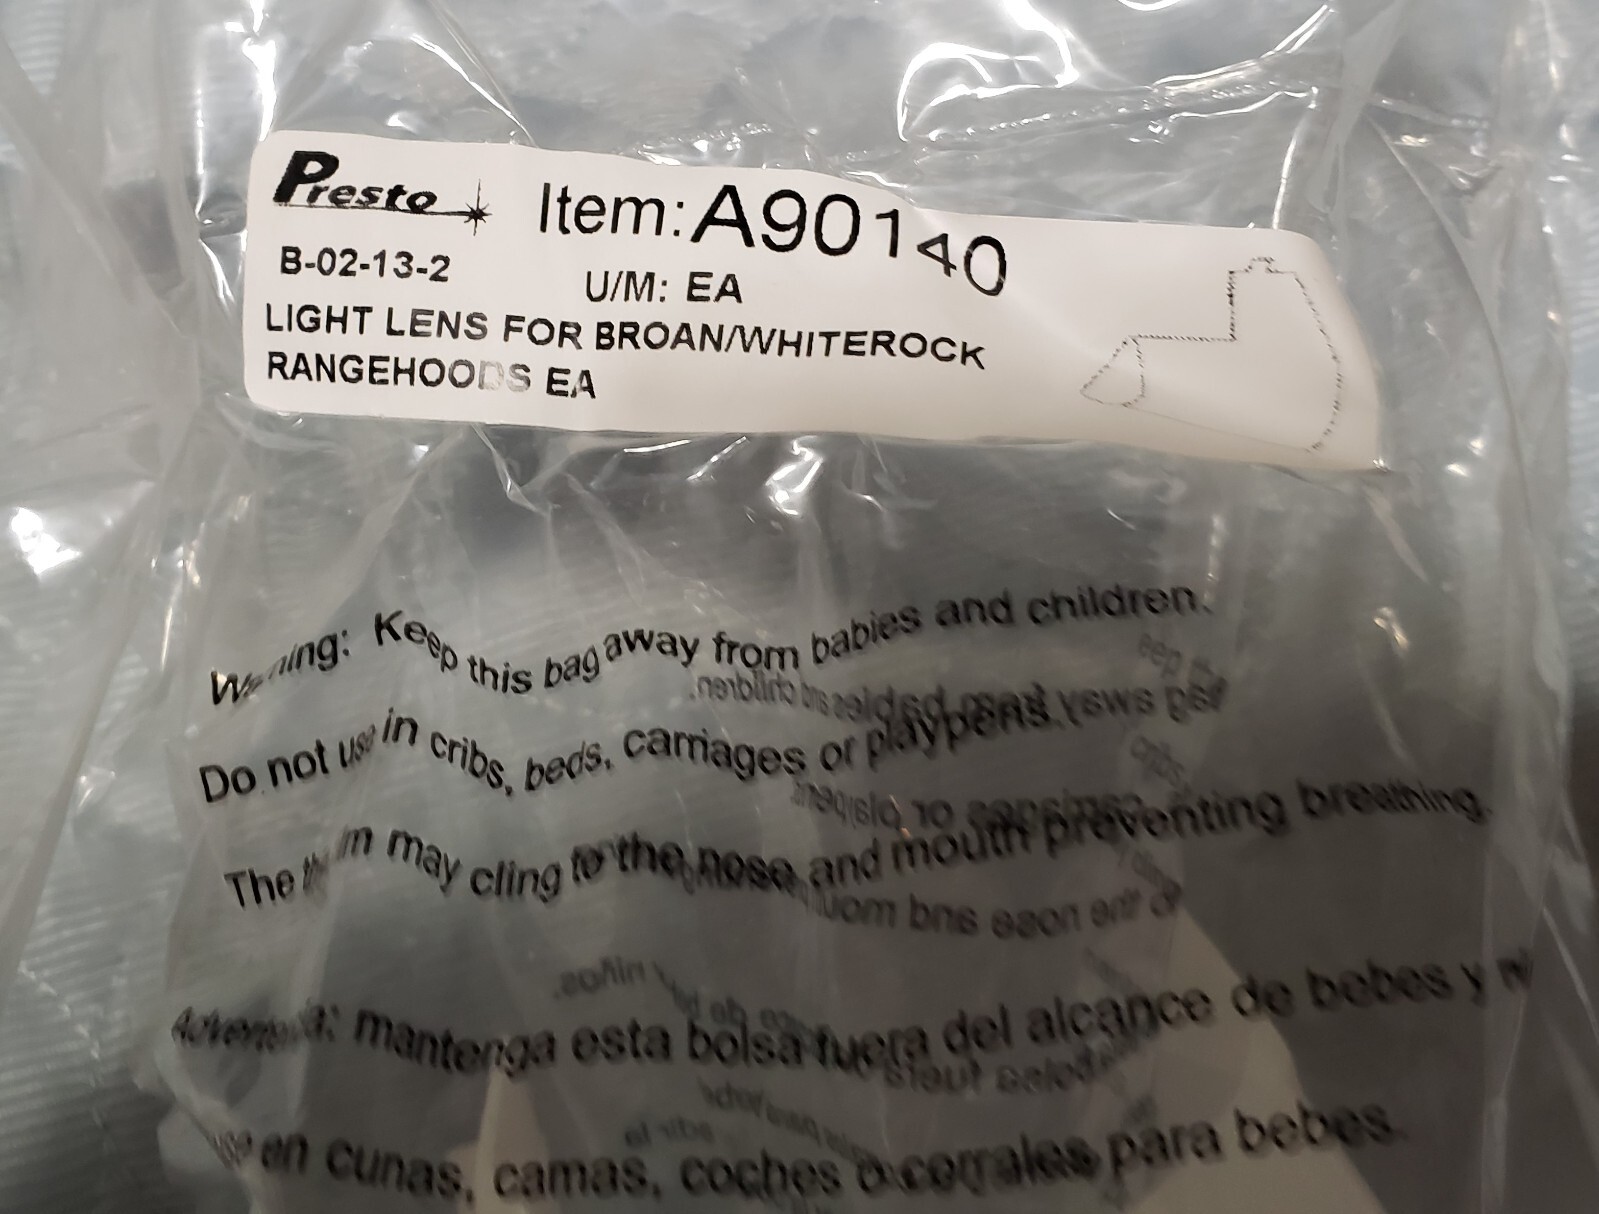 Presto Item: A90140
B-02-13-2 U/M: EA
LIGHT LENS FOR BROAN/WHITEROCK
RANGEHOODS EA
Warning: Keep this bag away from babies and children.
Do not use in cribs, beds, carriages or playpens.
The may cling to the nose and mouth preventing breathing.
mantenga esta bolsa fuera del alcance de bebes y
en cunas, camas, coches o corrales para bebes.